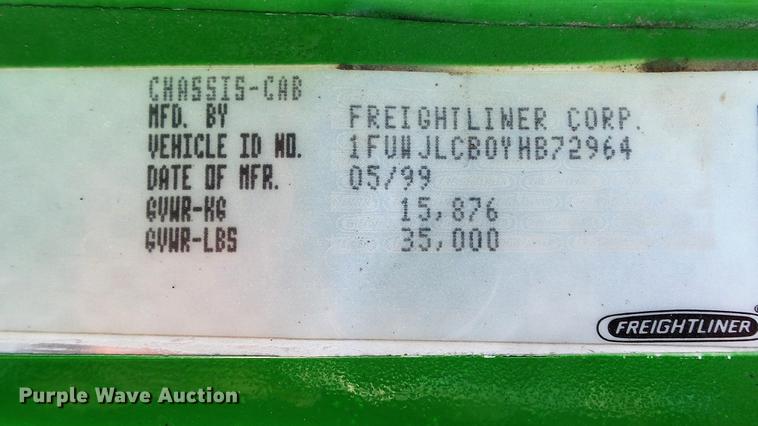 CHASSIS-CAB
MFD. BY FREIGHTLINER CORP.
VEHICLE ID NO. 1FUWJLCB0YHB72964
DATE OF MFR. 05/99
GVWR-KG 15,876
GVWR-LBS 35,000
FREIGHTLINER
Purple Wave Auction